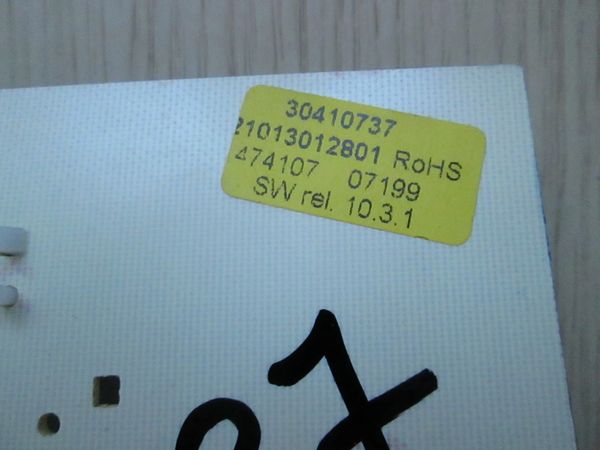 30410737
21013012801 RoHS
474107 07199
SW rel. 10.3.1